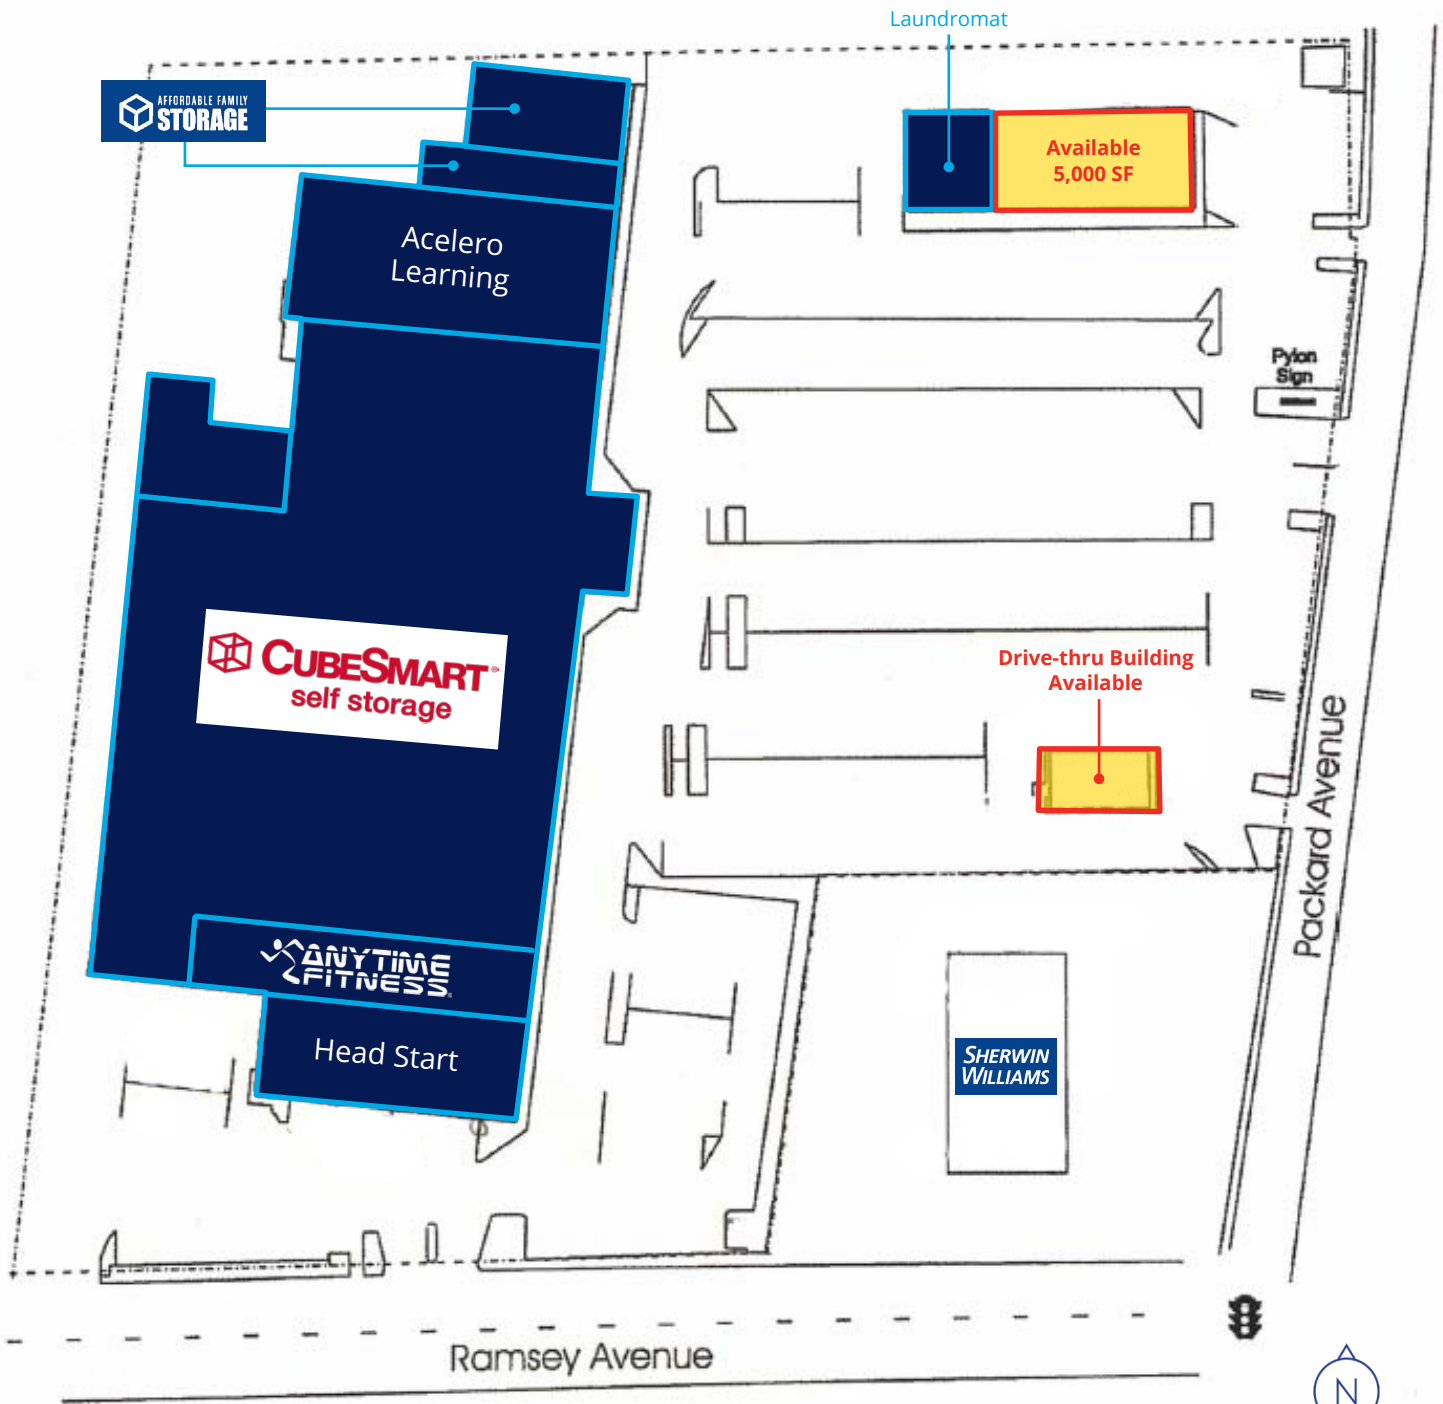 Laundromat
AFFORDABLE FAMILY
STORAGE
Available
5,000 SF
Acelero
Learning
Pylon
Sign
CUBESMART®
self storage
Drive-thru Building
Available
Packard Avenue
ANYTIME
FITNESS®
Head Start
SHERWIN
WILLIAMS
Ramsey Avenue
N